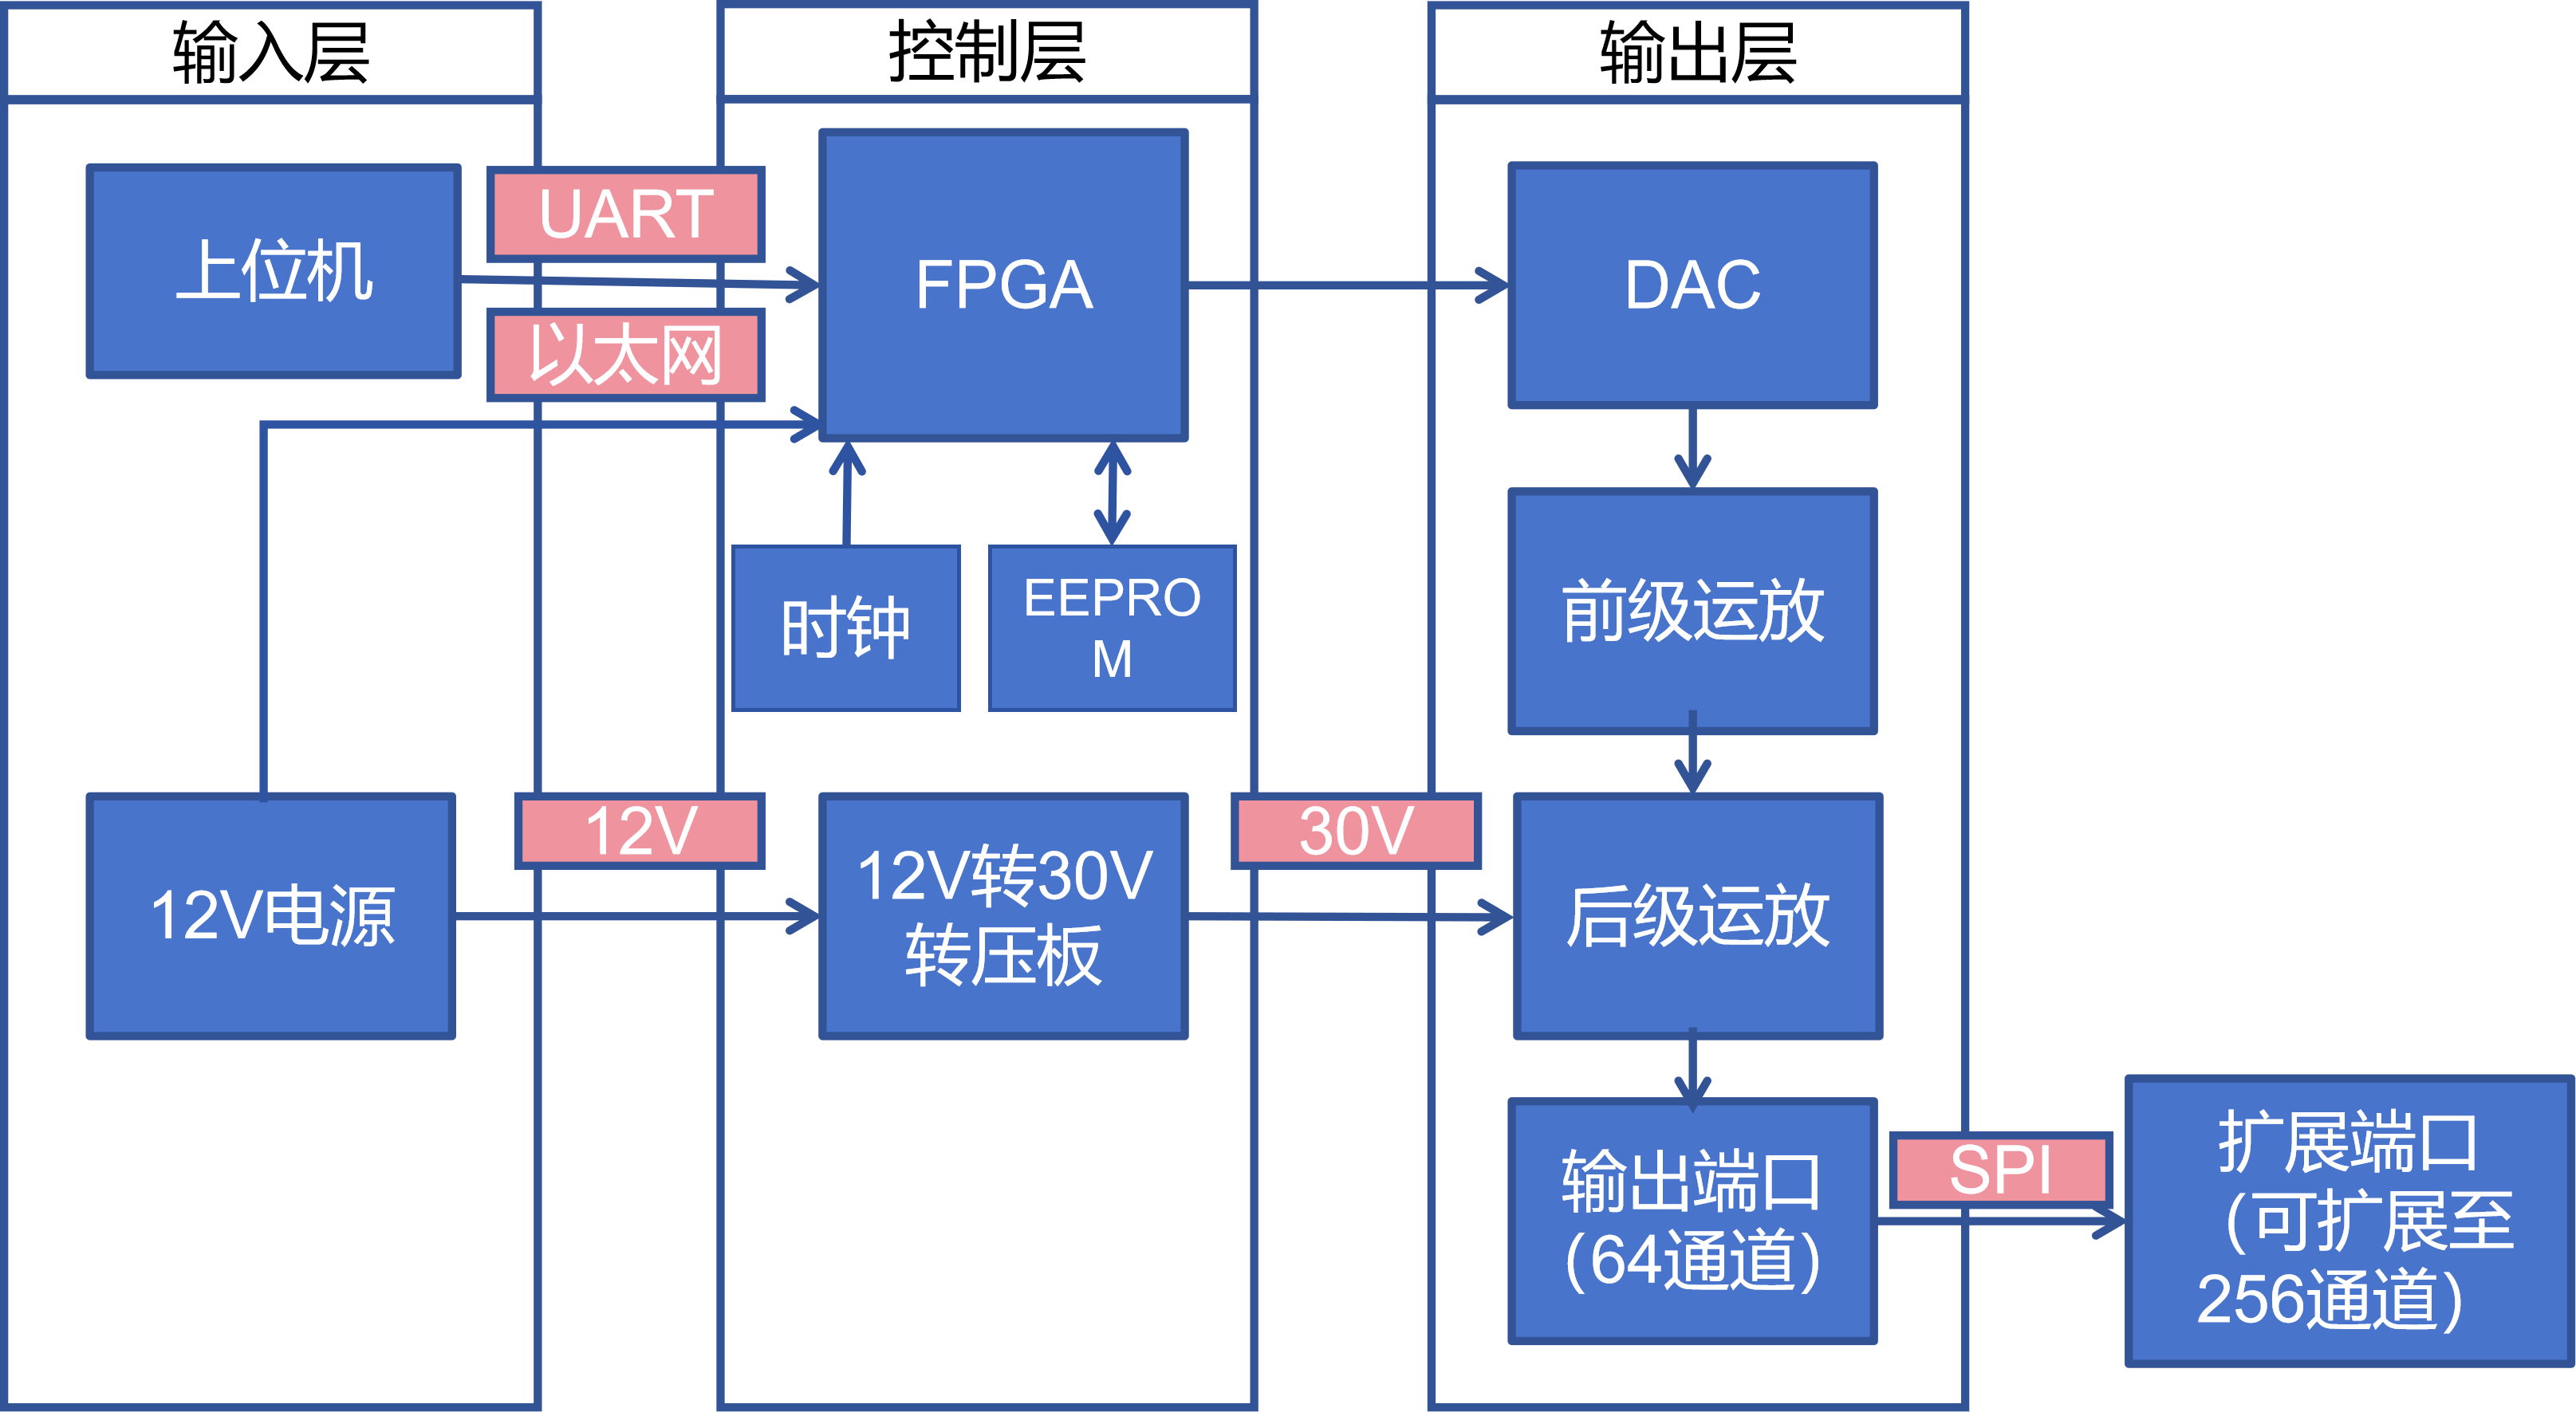 输入层
控制层
输出层
上位机
UART
以太网
FPGA
DAC
时钟
EEPRO
M
前级运放
12V电源
12V
12V转30V
转压板
30V
后级运放
输出端口
(64通道)
SPI
扩展端口
(可扩展至
256通道)